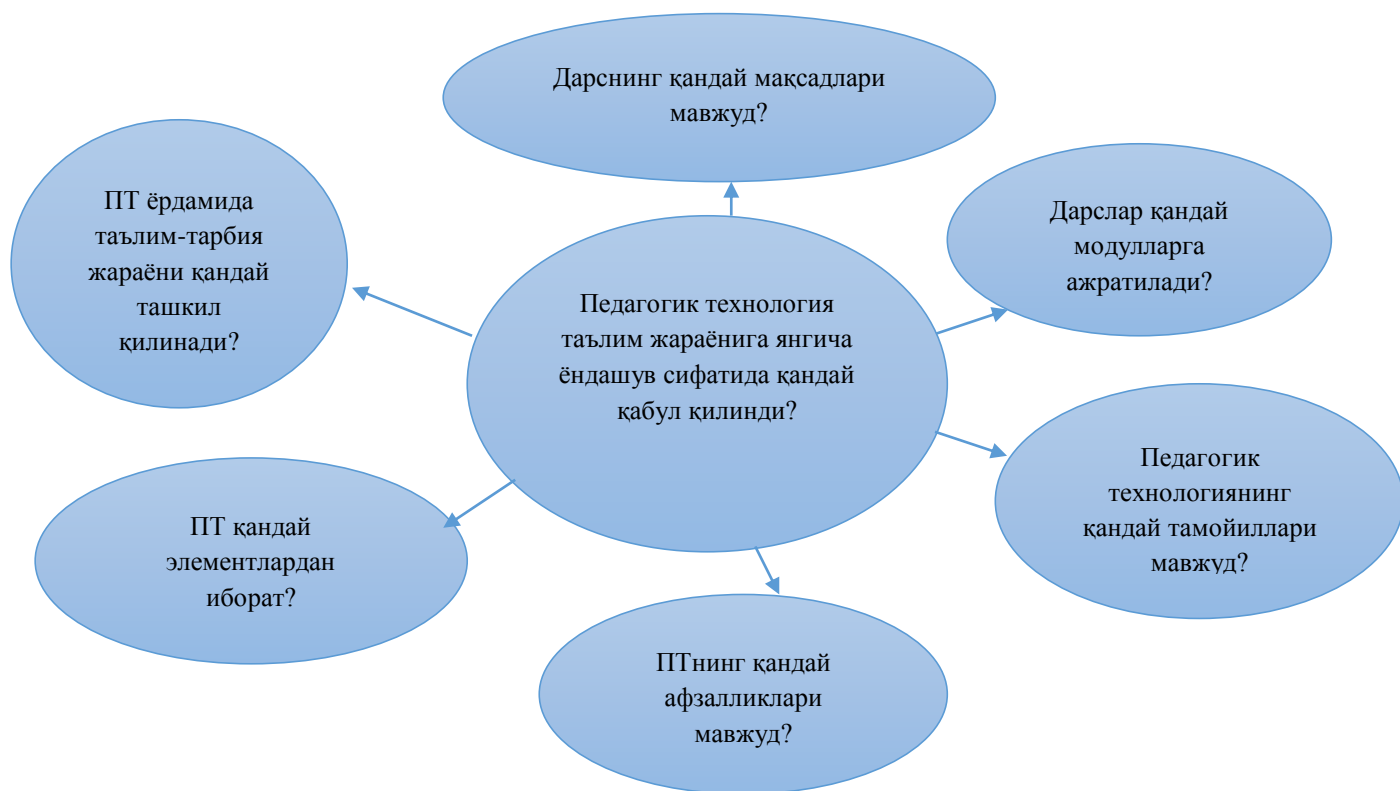 Дарснинг қандай мақсадлари
мавжуд?
ПТ ёрдамида
таълим-тарбия
жараёни қандай
ташкил
қилинади?
Дарслар қандай
модулларга
ажратилади?
Педагогик технология
таълим жараёнига янгича
ёндашув сифатида қандай
қабул қилинди?
Педагогик
технологиянинг
қандай тамойиллари
мавжуд?
ПТ қандай
элементлардан
иборат?
ПТнинг қандай
афзалликлари
мавжуд?